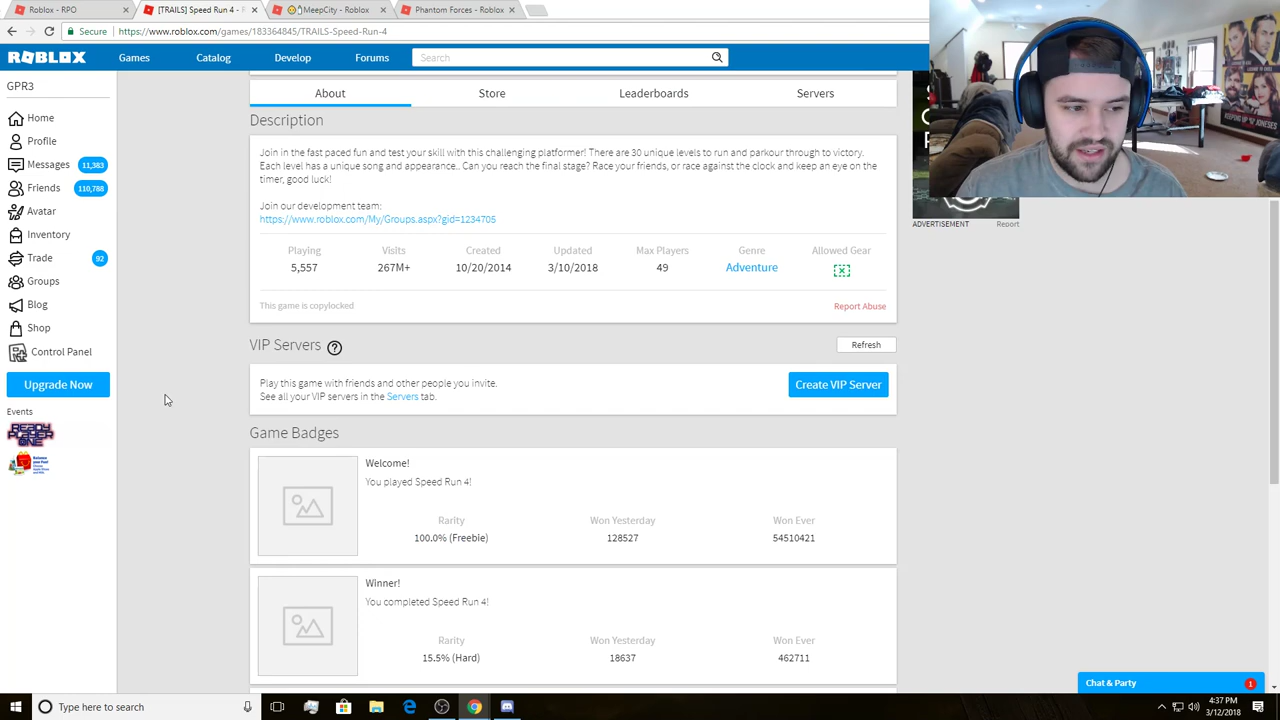 Roblox - RPO
[TRAILS] Speed Run 4 -
MeepCity - Roblox
Phantom Forces - Roblox
Secure
https://www.roblox.com/games/183364845/TRAILS-Speed-Run-4
ROBLOX
Games
Catalog
Develop
Forums
Search
GPR3
Home
Profile
Messages 11,383
Friends 110,788
Avatar
Inventory
Trade 92
Groups
Blog
Shop
Control Panel
Upgrade Now
Events
READY PLAYER ONE
About
Store
Leaderboards
Servers
Description
Join in the fast paced fun and test your skill with this challenging platformer! There are 30 unique levels to run and parkour through to victory.
Each level has a unique song and appearance.. Can you reach the final stage? Race your friends, or race against the clock and keep an eye on the
timer, good luck!
Join our development team:
https://www.roblox.com/My/Groups.aspx?gid=1234705
Playing Visits Created Updated Max Players Genre Allowed Gear
5,557 267M+ 10/20/2014 3/10/2018 49 Adventure
This game is copylocked
Report Abuse
VIP Servers
Refresh
Play this game with friends and other people you invite.
See all your VIP servers in the Servers tab.
Create VIP Server
Game Badges
Welcome!
You played Speed Run 4!
Rarity Won Yesterday Won Ever
100.0% (Freebie) 128527 54510421
Winner!
You completed Speed Run 4!
Rarity Won Yesterday Won Ever
15.5% (Hard) 18637 462711
ADVERTISEMENT
Report
KEEPING UP JONESES
Chat & Party 1
Type here to search
4:37 PM
3/12/2018